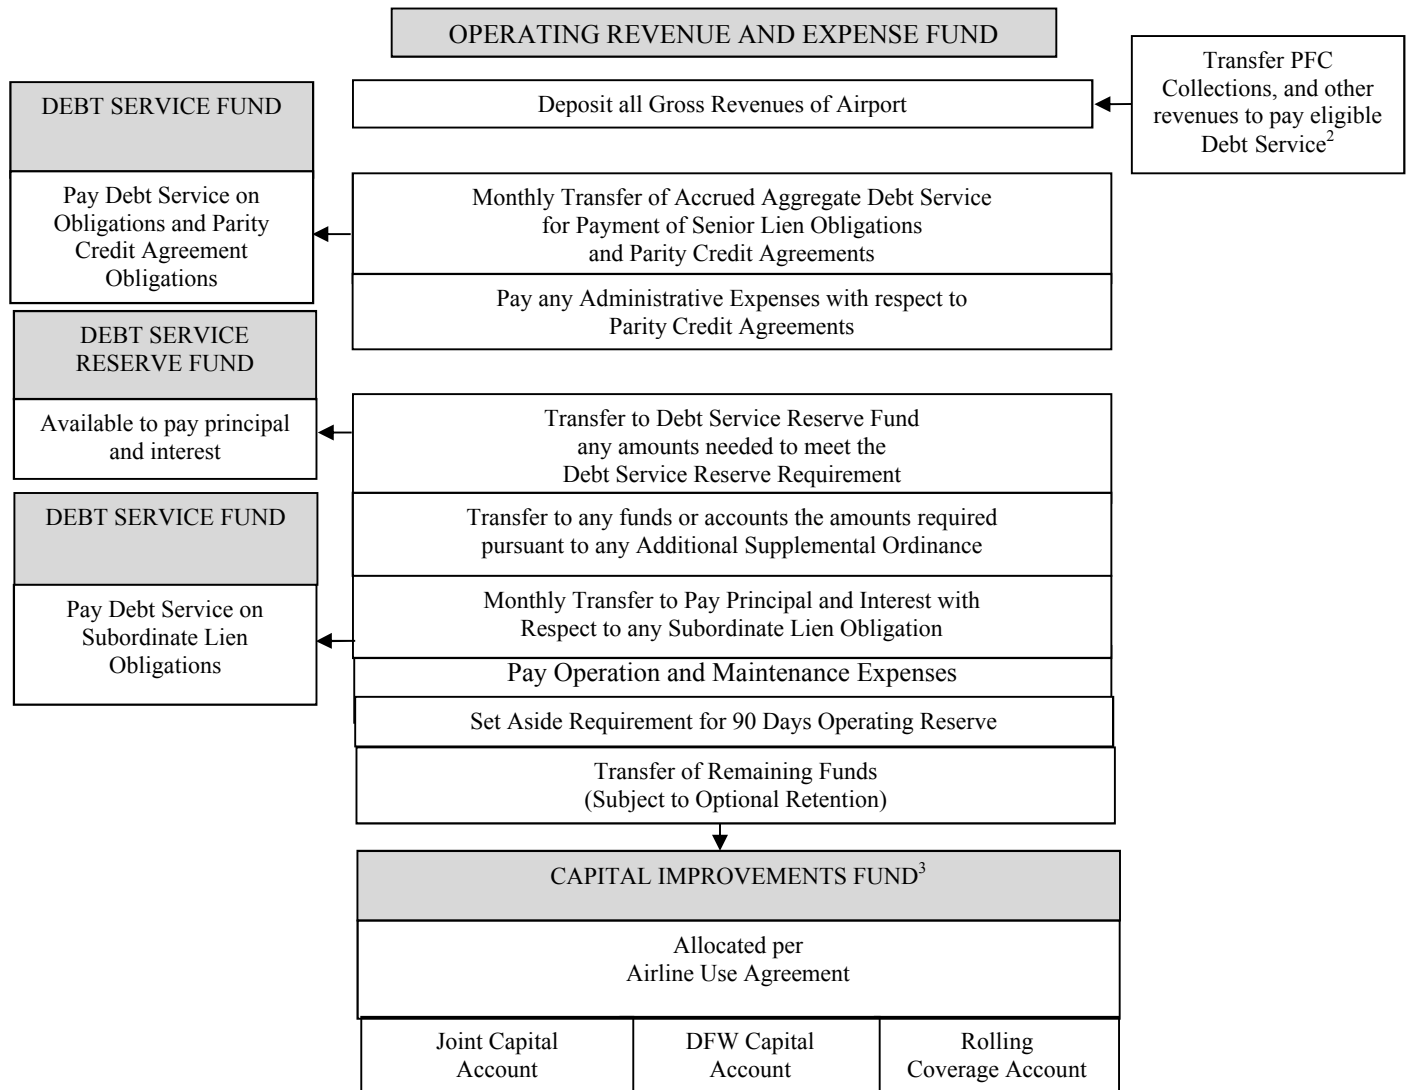 OPERATING REVENUE AND EXPENSE FUND
Transfer PFC
Collections, and other
revenues to pay eligible
Debt Service²
DEBT SERVICE FUND
Deposit all Gross Revenues of Airport
Pay Debt Service on
Obligations and Parity
Credit Agreement
Obligations
Monthly Transfer of Accrued Aggregate Debt Service
for Payment of Senior Lien Obligations
and Parity Credit Agreements
Pay any Administrative Expenses with respect to
Parity Credit Agreements
DEBT SERVICE
RESERVE FUND
Available to pay principal
and interest
Transfer to Debt Service Reserve Fund
any amounts needed to meet the
Debt Service Reserve Requirement
DEBT SERVICE FUND
Transfer to any funds or accounts the amounts required
pursuant to any Additional Supplemental Ordinance
Pay Debt Service on
Subordinate Lien
Obligations
Monthly Transfer to Pay Principal and Interest with
Respect to any Subordinate Lien Obligation
Pay Operation and Maintenance Expenses
Set Aside Requirement for 90 Days Operating Reserve
Transfer of Remaining Funds
(Subject to Optional Retention)
CAPITAL IMPROVEMENTS FUND³
Allocated per
Airline Use Agreement
Joint Capital
Account
DFW Capital
Account
Rolling
Coverage Account